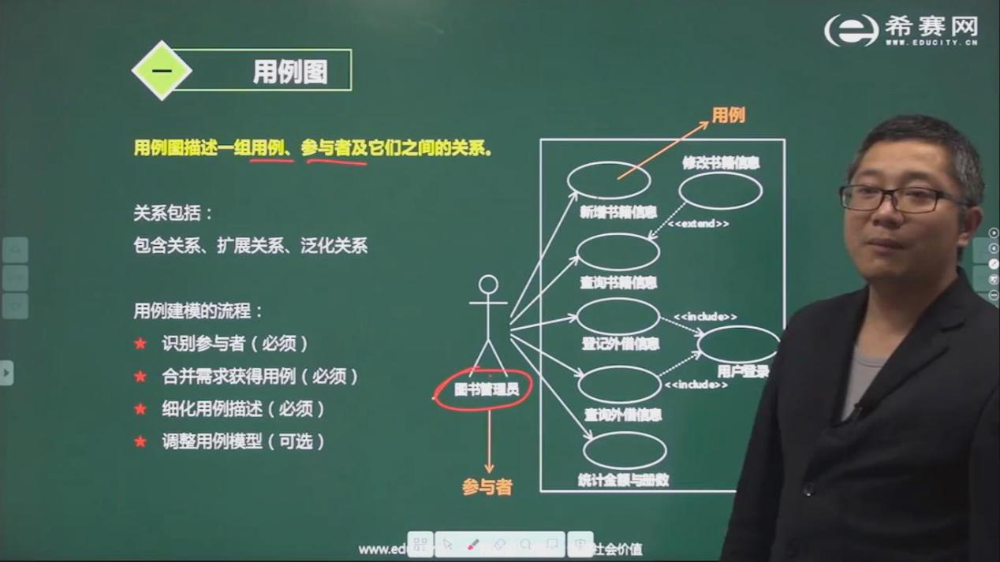 希赛网
WWW.EDUCITY.CN
一
用例图
用例图描述一组用例、参与者及它们之间的关系。
关系包括：
包含关系、扩展关系、泛化关系
用例建模的流程：
★ 识别参与者（必须）
★ 合并需求获得用例（必须）
★ 细化用例描述（必须）
★ 调整用例模型（可选）
用例
修改书籍信息
新增书籍信息
<<extend>>
查询书籍信息
<<include>>
登记外借信息
用户登录
<<include>>
图书管理员
查询外借信息
统计金额与册数
参与者
www.edu
社会价值